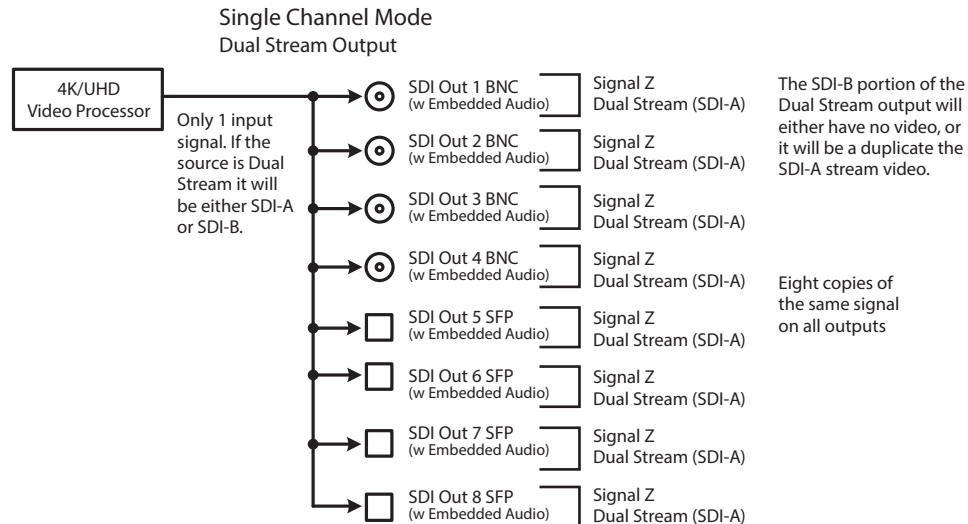 Single Channel Mode
Dual Stream Output
4K/UHD
Video Processor
Only 1 input
signal. If the
source is Dual
Stream it will
be either SDI-A
or SDI-B.
SDI Out 1 BNC
(w Embedded Audio)
Signal Z
Dual Stream (SDI-A)
SDI Out 2 BNC
(w Embedded Audio)
Signal Z
Dual Stream (SDI-A)
SDI Out 3 BNC
(w Embedded Audio)
Signal Z
Dual Stream (SDI-A)
SDI Out 4 BNC
(w Embedded Audio)
Signal Z
Dual Stream (SDI-A)
SDI Out 5 SFP
(w Embedded Audio)
Signal Z
Dual Stream (SDI-A)
SDI Out 6 SFP
(w Embedded Audio)
Signal Z
Dual Stream (SDI-A)
SDI Out 7 SFP
(w Embedded Audio)
Signal Z
Dual Stream (SDI-A)
SDI Out 8 SFP
(w Embedded Audio)
Signal Z
Dual Stream (SDI-A)
The SDI-B portion of the
Dual Stream output will
either have no video, or
it will be a duplicate the
SDI-A stream video.
Eight copies of
the same signal
on all outputs